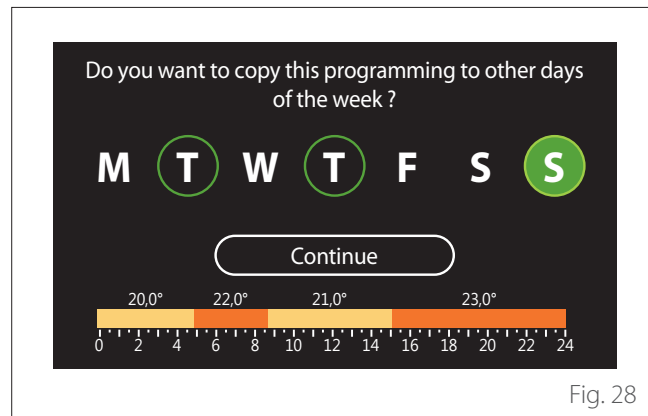 Do you want to copy this programming to other days
of the week ?
M T W T F S S
Continue
20,0° 22,0° 21,0° 23,0°
0 2 4 6 8 10 12 14 16 18 20 22 24
Fig. 28